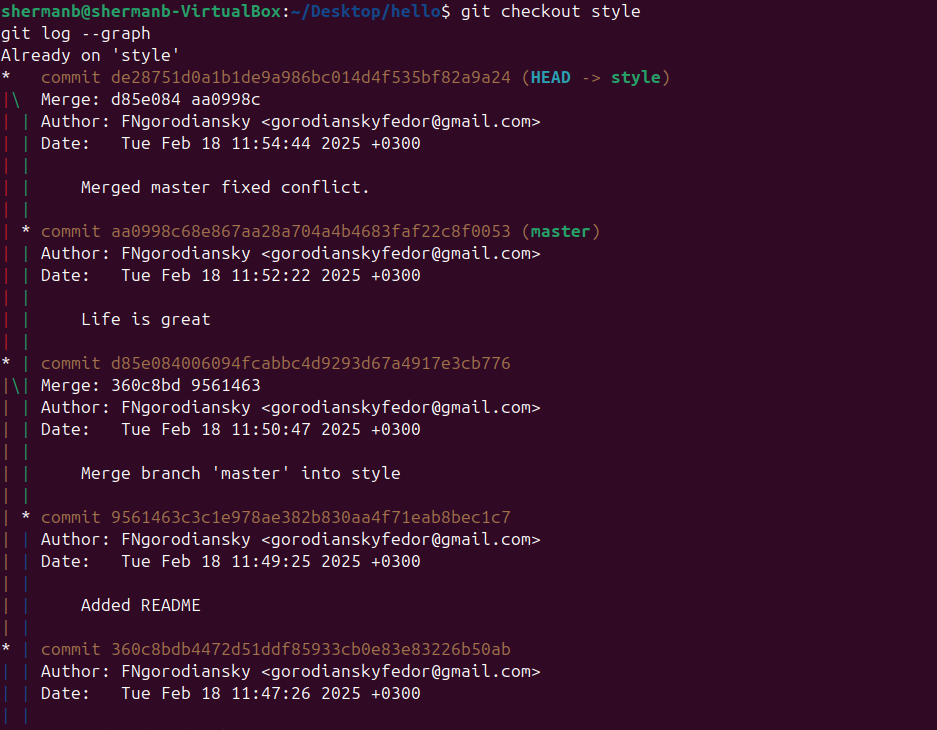 shermanb@shermanb-VirtualBox:~/Desktop/hello$ git checkout style
git log --graph
Already on 'style'
*   commit de28751d0a1b1de9a986bc014d4f535bf82a9a24 (HEAD -> style)
|\  Merge: d85e084 aa0998c
| | Author: FNgorodiansky <gorodianskyfedor@gmail.com>
| | Date:   Tue Feb 18 11:54:44 2025 +0300
| |
| |     Merged master fixed conflict.
| |
| * commit aa0998c68e867aa28a704a4b4683faf22c8f0053 (master)
| | Author: FNgorodiansky <gorodianskyfedor@gmail.com>
| | Date:   Tue Feb 18 11:52:22 2025 +0300
| |
| |     Life is great
| |
* | commit d85e084006094fcabbc4d9293d67a4917e3cb776
|\| Merge: 360c8bd 9561463
| | Author: FNgorodiansky <gorodianskyfedor@gmail.com>
| | Date:   Tue Feb 18 11:50:47 2025 +0300
| |
| |     Merge branch 'master' into style
| |
| * commit 9561463c3c1e978ae382b830aa4f71eab8bec1c7
| | Author: FNgorodiansky <gorodianskyfedor@gmail.com>
| | Date:   Tue Feb 18 11:49:25 2025 +0300
| |
| |     Added README
| |
* | commit 360c8bdb4472d51ddf85933cb0e83e83226b50ab
| | Author: FNgorodiansky <gorodianskyfedor@gmail.com>
| | Date:   Tue Feb 18 11:47:26 2025 +0300
| |